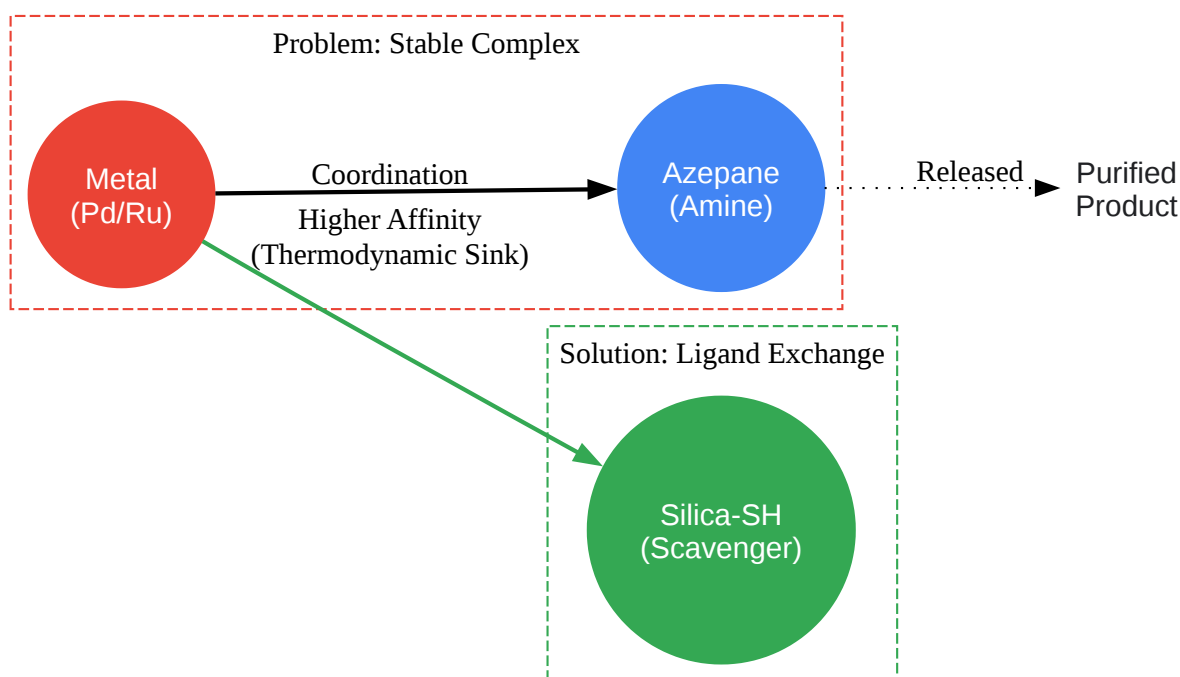 Problem: Stable Complex
Metal
(Pd/Ru)
Coordination
Higher Affinity
(Thermodynamic Sink)
Azepane
(Amine)
Released
Purified
Product
Solution: Ligand Exchange
Silica-SH
(Scavenger)